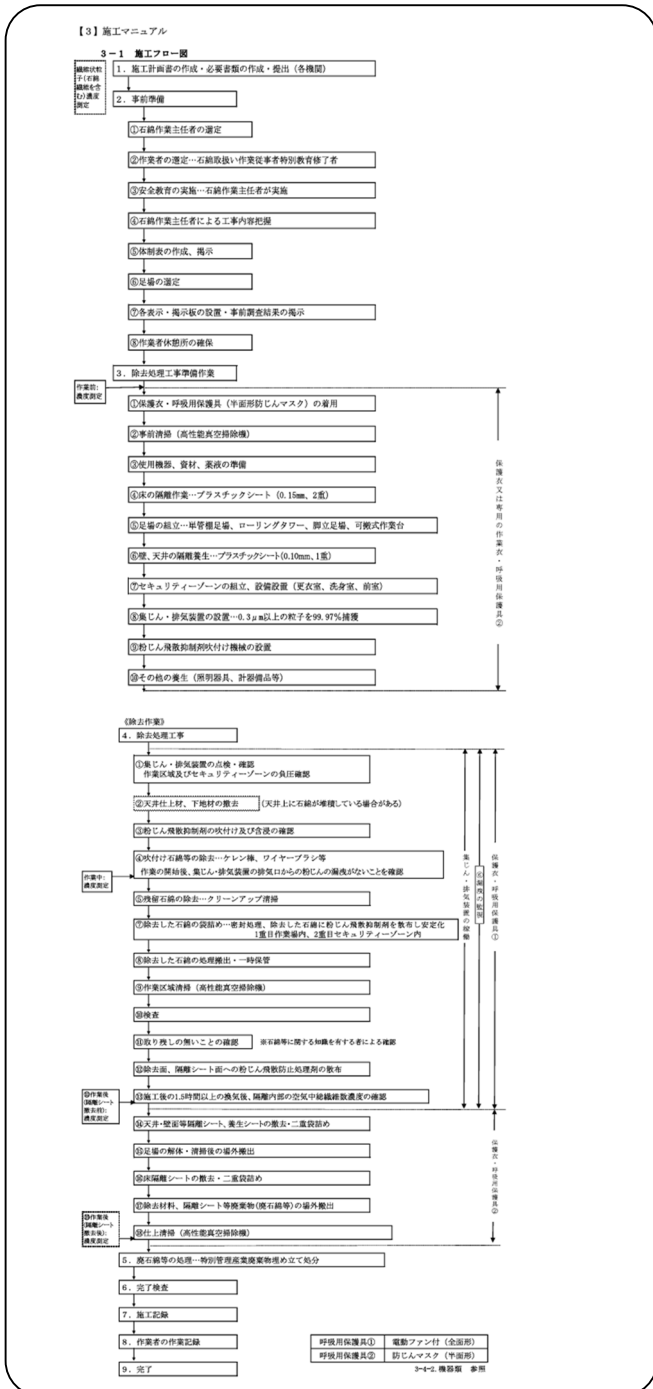 【3】施工マニュアル
3-1 施工フロー図
繊維状粒
子(石綿
繊維を含
む)濃度
測定
1．施工計画書の作成・必要書類の作成・提出（各機関）
2．事前準備
①石綿作業主任者の選定
②作業者の選定…石綿取扱い作業従事者特別教育修了者
③安全教育の実施…石綿作業主任者が実施
④石綿作業主任者による工事内容把握
⑤体制表の作成、掲示
⑥足場の選定
⑦各表示・掲示板の設置・事前調査結果の掲示
⑧作業者休憩所の確保
3．除去処理工事準備作業
作業前:
濃度測定
①保護衣・呼吸用保護具（半面形防じんマスク）の着用
②事前清掃（高性能真空掃除機）
③使用機器、資材、薬液の準備
④床の隔離作業…プラスチックシート（0.15mm、2重）
⑤足場の組立…単管棚足場、ローリングタワー、脚立足場、可搬式作業台
⑥壁、天井の隔離養生…プラスチックシート(0.10mm、1重)
⑦セキュリティーゾーンの組立、設備設置（更衣室、洗身室、前室）
⑧集じん・排気装置の設置…0.3μm以上の粒子を99.97%捕獲
⑨粉じん飛散抑制剤吹付け機械の設置
⑩その他の養生（照明器具、計器備品等）
保護衣又は専用の作業衣・呼吸用保護具②
《除去作業》
4．除去処理工事
①集じん・排気装置の点検・確認
作業区域及びセキュリティーゾーンの負圧確認
②天井仕上材、下地材の撤去
（天井上に石綿が堆積している場合がある）
③粉じん飛散抑制剤の吹付け及び含浸の確認
④吹付け石綿等の除去…ケレン棒、ワイヤーブラシ等
作業の開始後、集じん・排気装置の排気口からの粉じんの漏洩がないことを確認
作業中:
濃度測定
⑤残留石綿の除去…クリーンアップ清掃
⑦除去した石綿の袋詰め…密封処理、除去した石綿に粉じん飛散抑制剤を散布し安定化
1重目作業場内、2重目セキュリティーゾーン内
⑧除去した石綿の処理搬出・一時保管
⑨作業区域清掃（高性能真空掃除機）
⑩検査
⑪取り残しの無いことの確認
※石綿等に関する知識を有する者による確認
⑫除去面、隔離シート面への粉じん飛散防止処理剤の散布
作業後
(隔離シート
撤去前):
濃度測定
⑬施工後の1.5時間以上の換気後、隔離内部の空気中総繊維数濃度の確認
集じん・排気装置の稼働
漏洩の監視
保護衣・呼吸用保護具①
⑭天井・壁面等隔離シート、養生シートの撤去・二重袋詰め
⑮足場の解体・清掃後の場外搬出
⑯床隔離シートの撤去・二重袋詰め
⑰除去材料、隔離シート等廃棄物(廃石綿等)の場外搬出
作業後
(隔離シート
撤去後):
濃度測定
⑱仕上清掃（高性能真空掃除機）
保護衣・呼吸用保護具②
5．廃石綿等の処理…特別管理産業廃棄物埋め立て処分
6．完了検査
7．施工記録
8．作業者の作業記録
9．完了
呼吸用保護具① 電動ファン付（全面形）
呼吸用保護具② 防じんマスク（半面形）
3-4-2.機器類 参照